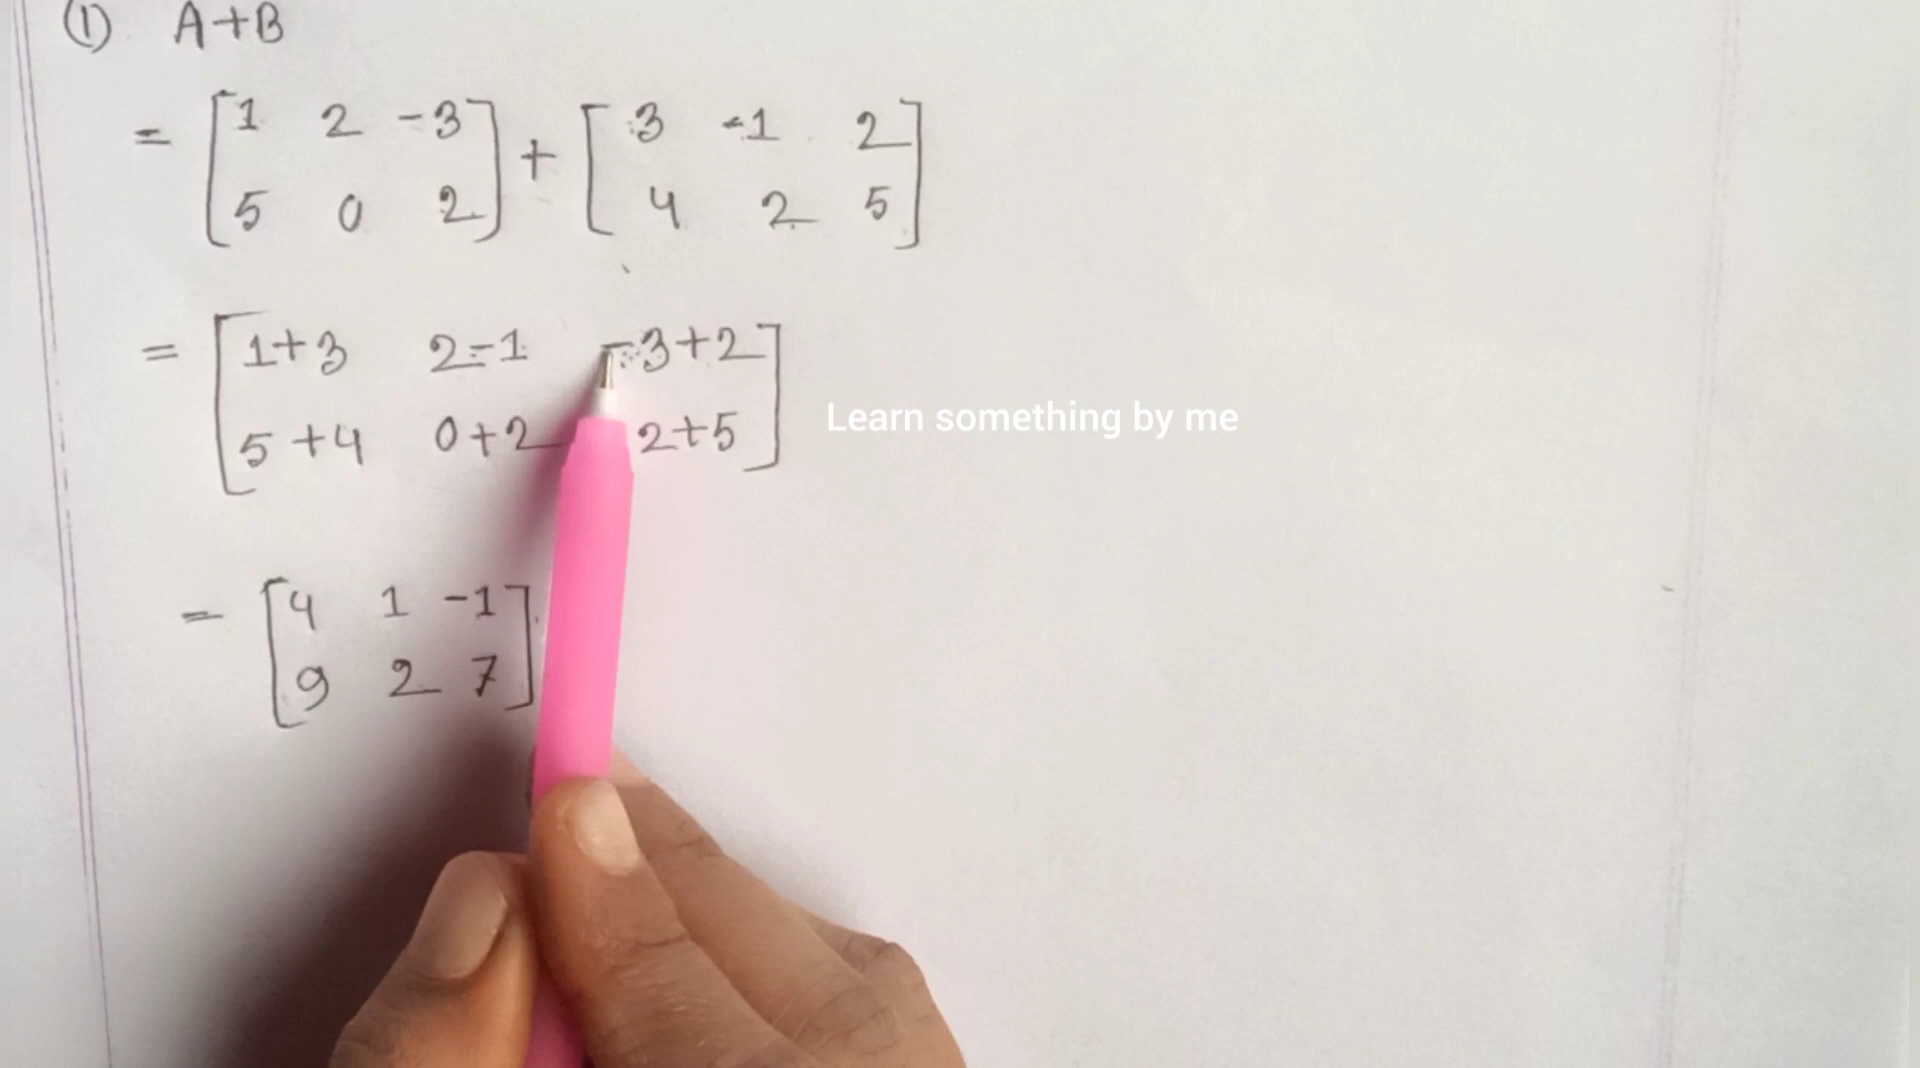 (1) A+B
= [1 2 -3] + [3 -1 2]
[5 0 2] [4 2 5]
= [1+3 2-1 -3+2]
[5+4 0+2 2+5]
Learn something by me
= [4 1 -1]
[9 2 7]